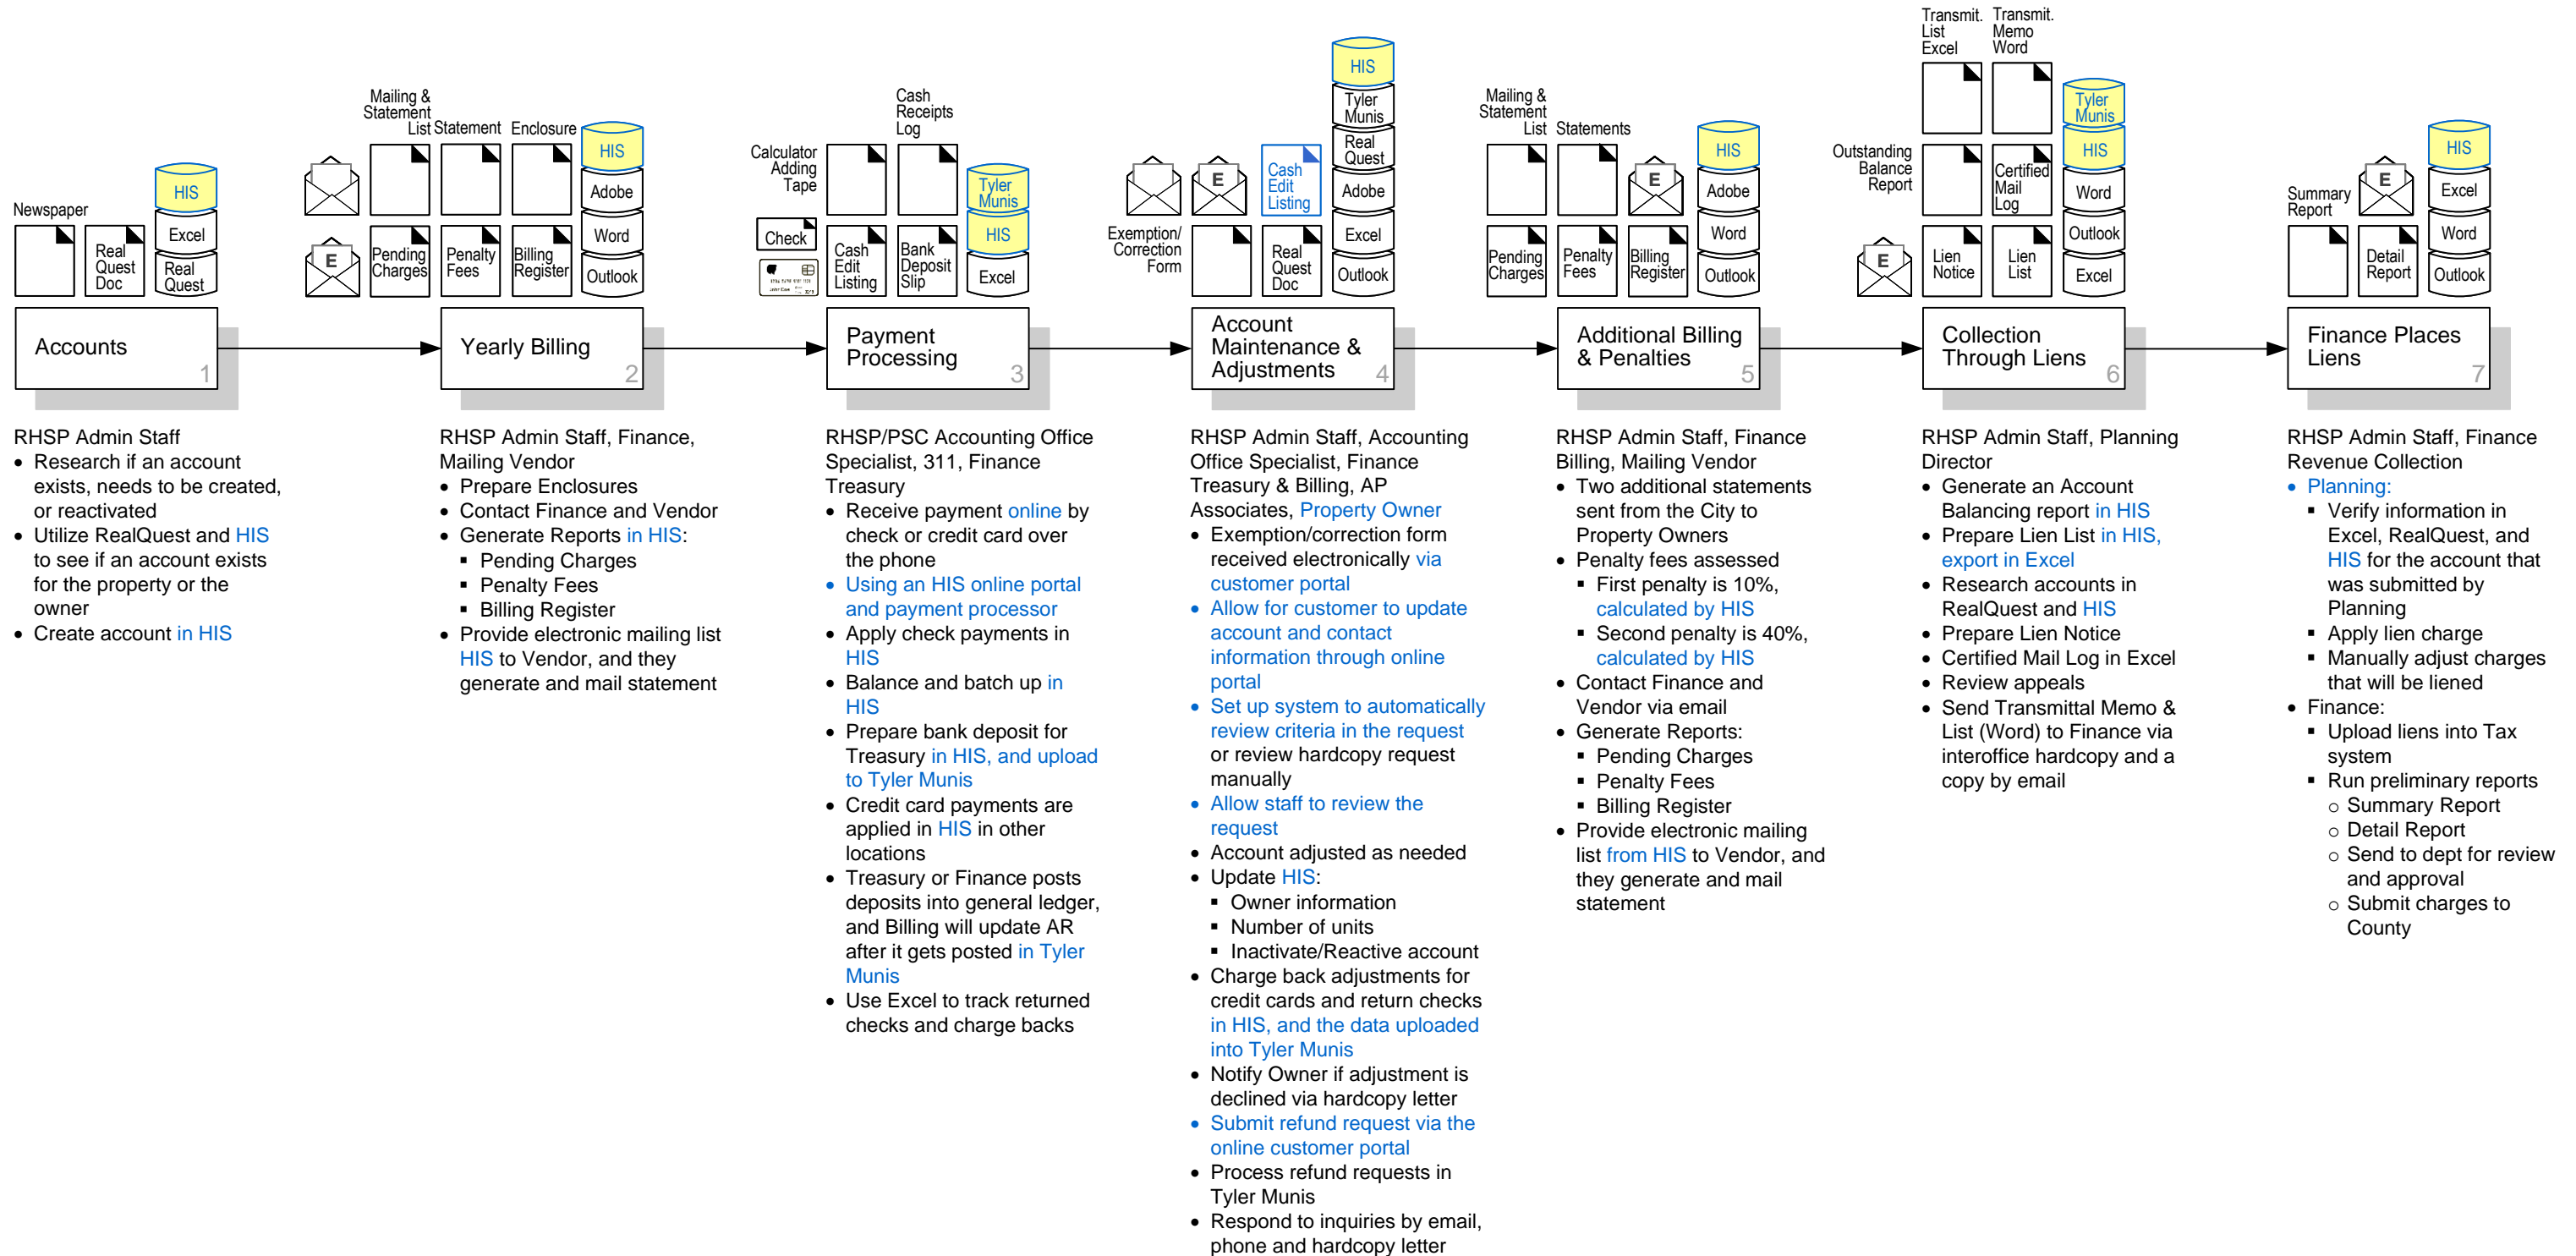 Newspaper
Real
Quest
Doc
HIS
Excel
Real
Quest
Accounts
1
RHSP Admin Staff
• Research if an account
exists, needs to be created,
or reactivated
• Utilize RealQuest and HIS
to see if an account exists
for the property or the
owner
• Create account in HIS
Mailing &
Statement
List
Statement
Enclosure
E
Pending
Charges
Penalty
Fees
Billing
Register
HIS
Adobe
Word
Outlook
Yearly Billing
2
RHSP Admin Staff, Finance,
Mailing Vendor
• Prepare Enclosures
• Contact Finance and Vendor
• Generate Reports in HIS:
▪ Pending Charges
▪ Penalty Fees
▪ Billing Register
• Provide electronic mailing list
HIS to Vendor, and they
generate and mail statement
Calculator
Adding
Tape
Cash
Receipts
Log
Check
Cash
Edit
Listing
Bank
Deposit
Slip
Tyler
Munis
HIS
Excel
Payment
Processing
3
RHSP/PSC Accounting Office
Specialist, 311, Finance
Treasury
• Receive payment online by
check or credit card over
the phone
• Using an HIS online portal
and payment processor
• Apply check payments in
HIS
• Balance and batch up in
HIS
• Prepare bank deposit for
Treasury in HIS, and upload
to Tyler Munis
• Credit card payments are
applied in HIS in other
locations
• Treasury or Finance posts
deposits into general ledger,
and Billing will update AR
after it gets posted in Tyler
Munis
• Use Excel to track returned
checks and charge backs
E
Cash
Edit
Listing
Exemption/
Correction
Form
Real
Quest
Doc
HIS
Tyler
Munis
Real
Quest
Adobe
Excel
Outlook
Account
Maintenance &
Adjustments
4
RHSP Admin Staff, Accounting
Office Specialist, Finance
Treasury & Billing, AP
Associates, Property Owner
• Exemption/correction form
received electronically via
customer portal
• Allow for customer to update
account and contact
information through online
portal
• Set up system to automatically
review criteria in the request
or review hardcopy request
manually
• Allow staff to review the
request
• Account adjusted as needed
• Update HIS:
▪ Owner information
▪ Number of units
▪ Inactivate/Reactive account
• Charge back adjustments for
credit cards and return checks
in HIS, and the data uploaded
into Tyler Munis
• Notify Owner if adjustment is
declined via hardcopy letter
• Submit refund request via the
online customer portal
• Process refund requests in
Tyler Munis
• Respond to inquiries by email,
phone and hardcopy letter
Mailing &
Statement
List
Statements
E
Pending
Charges
Penalty
Fees
Billing
Register
HIS
Adobe
Word
Outlook
Additional Billing
& Penalties
5
RHSP Admin Staff, Finance
Billing, Mailing Vendor
• Two additional statements
sent from the City to
Property Owners
• Penalty fees assessed
▪ First penalty is 10%,
calculated by HIS
▪ Second penalty is 40%,
calculated by HIS
• Contact Finance and
Vendor via email
• Generate Reports:
▪ Pending Charges
▪ Penalty Fees
▪ Billing Register
• Provide electronic mailing
list from HIS to Vendor, and
they generate and mail
statement
Transmit.
List
Excel
Transmit.
Memo
Word
Outstanding
Balance
Report
Certified
Mail
Log
E
Lien
Notice
Lien
List
Tyler
Munis
HIS
Word
Outlook
Excel
Collection
Through Liens
6
RHSP Admin Staff, Planning
Director
• Generate an Account
Balancing report in HIS
• Prepare Lien List in HIS,
export in Excel
• Research accounts in
RealQuest and HIS
• Prepare Lien Notice
• Certified Mail Log in Excel
• Review appeals
• Send Transmittal Memo &
List (Word) to Finance via
interoffice hardcopy and a
copy by email
Summary
Report
E
Detail
Report
HIS
Excel
Word
Outlook
Finance Places
Liens
7
RHSP Admin Staff, Finance
Revenue Collection
• Planning:
▪ Verify information in
Excel, RealQuest, and
HIS for the account that
was submitted by
Planning
▪ Apply lien charge
▪ Manually adjust charges
that will be liened
• Finance:
▪ Upload liens into Tax
system
▪ Run preliminary reports
○ Summary Report
○ Detail Report
○ Send to dept for review
and approval
○ Submit charges to
County